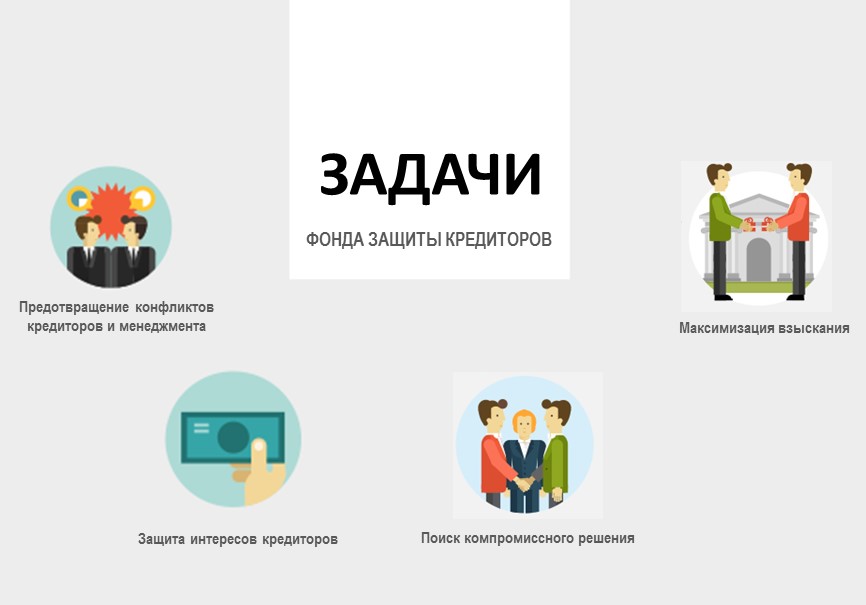 ЗАДАЧИ
ФОНДА ЗАЩИТЫ КРЕДИТОРОВ
Предотвращение конфликтов
кредиторов и менеджмента
Максимизация взыскания
Защита интересов кредиторов
Поиск компромиссного решения